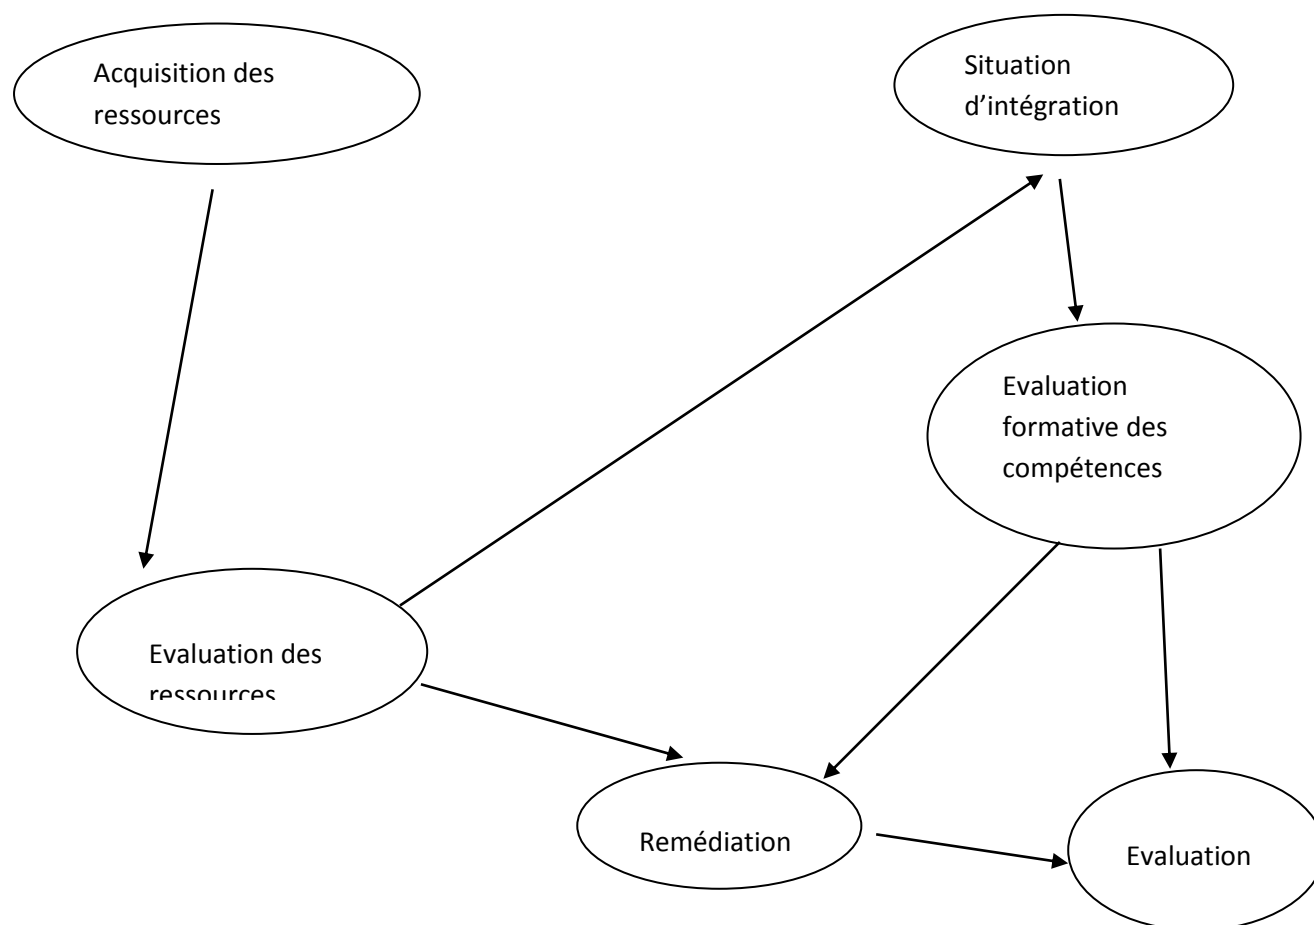 Acquisition des
ressources
Situation
d’intégration
Evaluation
formative des
compétences
Evaluation des
ressources
Remédiation
Evaluation